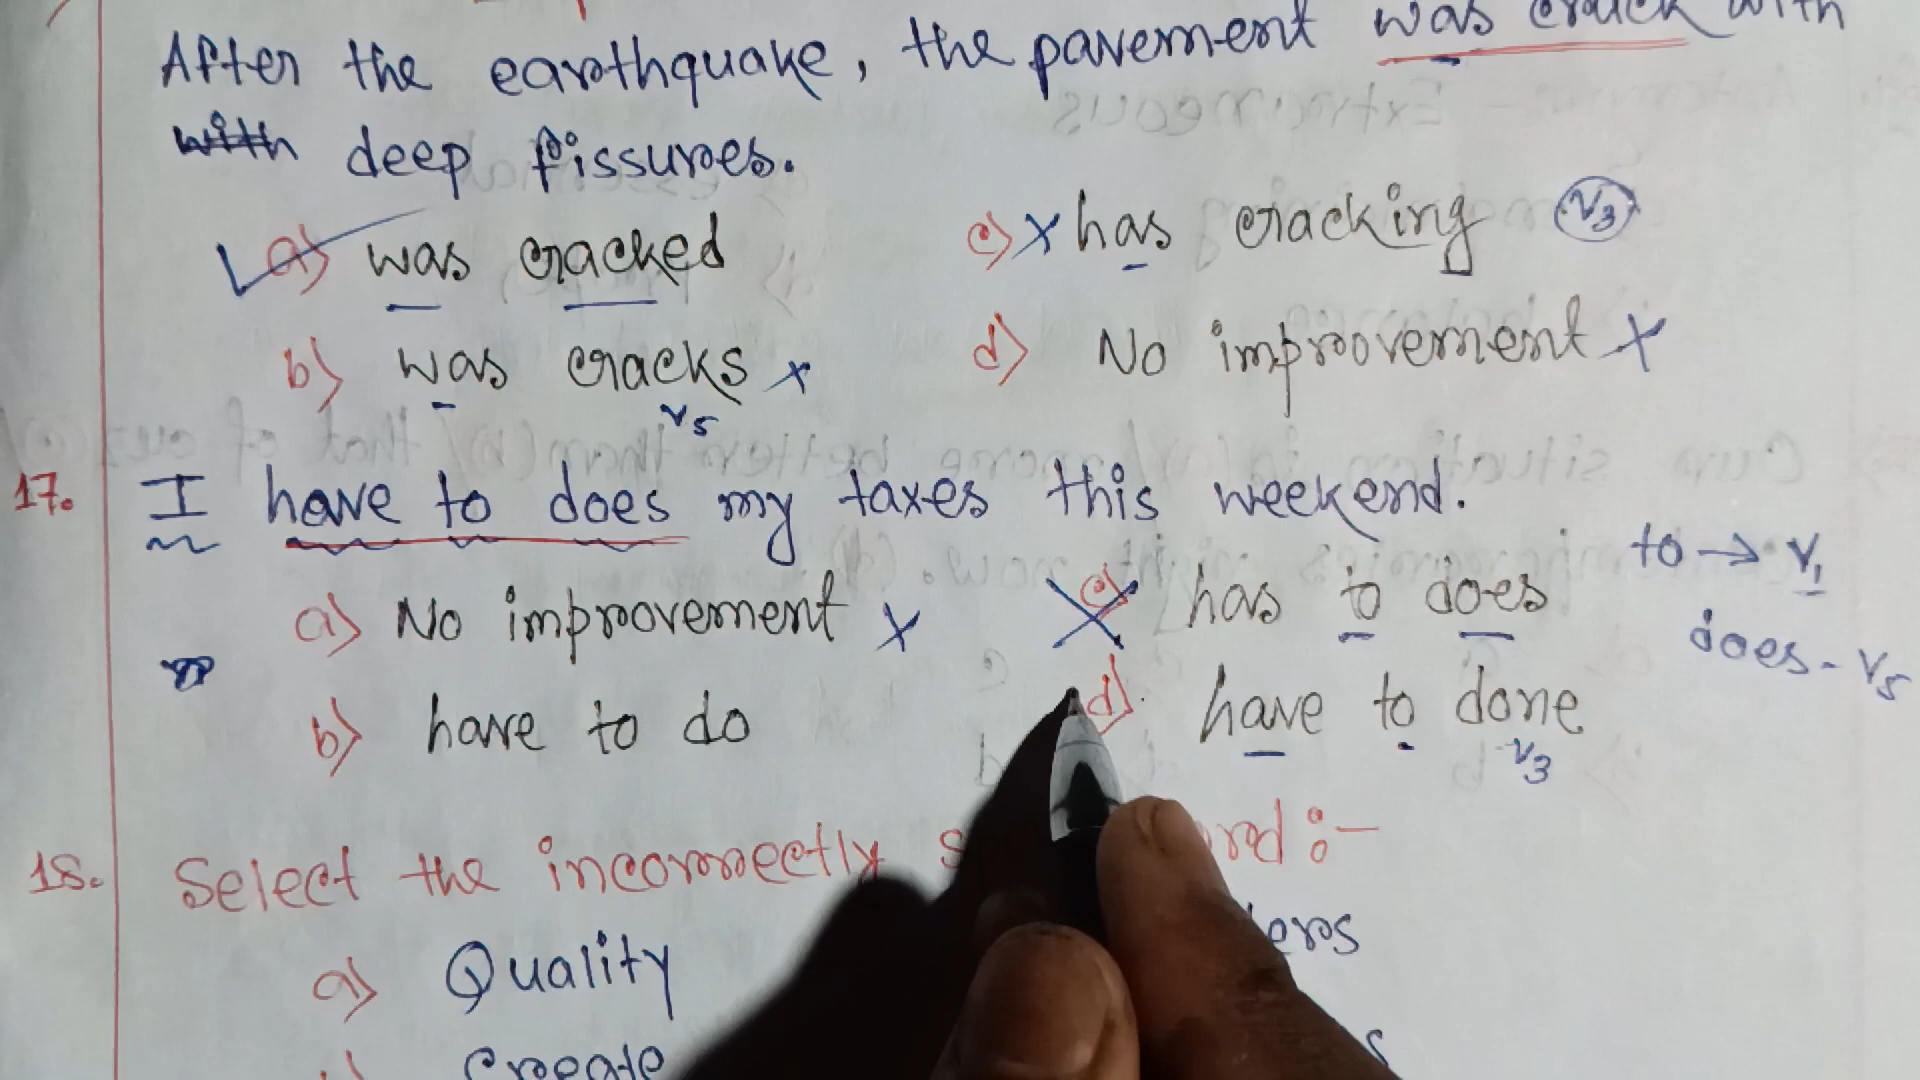 After the earthquake, the pavement was crack with
with deep fissures.
a) was cracked
c) x has cracking V3
b) was cracks x
V5
d) No improvement x
17. I have to does my taxes this weekend.
to → V1
a) No improvement x
c) has to does
does - V5
b) have to do
d) have to done
V3
18. Select the incorrectly :-
a) Quality
Create